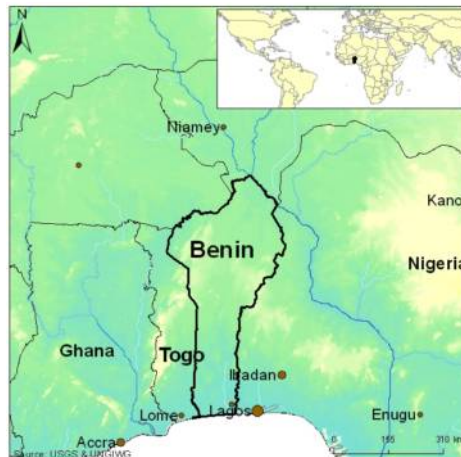 N
Niamey
Kano
Benin
Nigeria
Ghana
Togo
Ibadan
Lagos
Lome
Enugu
Accra
Source: USGS & UNGIWG
0 155 310 km